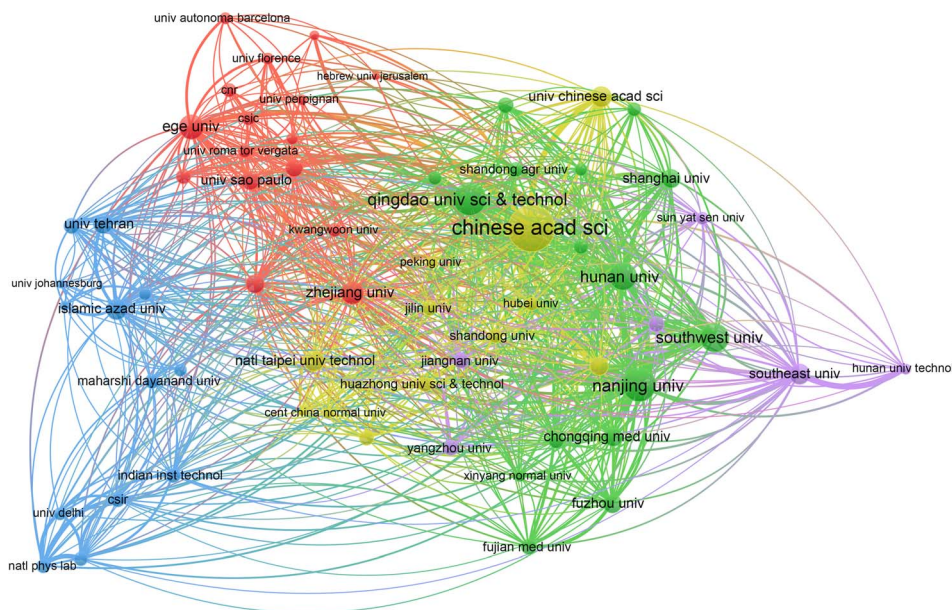 univ autonoma barcelona
univ florence
hebrew univ jerusalem
cnr
univ perpignan
univ chinese acad sci
csic
ege univ
univ roma tor vergata
shandong agr univ
univ sao paulo
shanghai univ
qingdao univ sci & technol
sun yat sen univ
univ tehran
chinese acad sci
kwangwoon univ
peking univ
hunan univ
univ johannesburg
zhejiang univ
islamic azad univ
jilin univ
hubei univ
shandong univ
southwest univ
natl taipei univ technol
jiangnan univ
hunan univ technol
southeast univ
maharshi dayanand univ
huazhong univ sci & technol
nanjing univ
cent china normal univ
chongqing med univ
yangzhou univ
indian inst technol
xinyang normal univ
csir
fuzhou univ
univ delhi
fujian med univ
natl phys lab